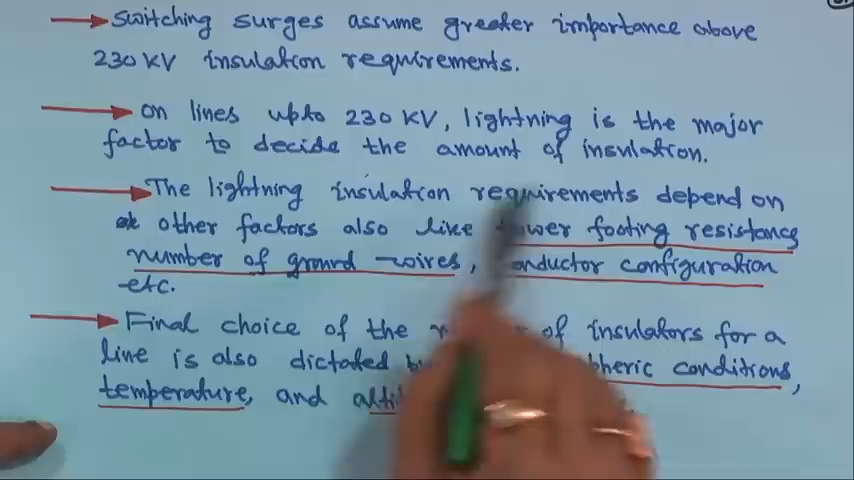 Switching surges assume greater importance above
230 KV insulation requirements.
On lines upto 230 KV, lightning is the major
factor to decide the amount of insulation.
The lightning insulation requirements depend on
other factors also like tower footing resistance
number of ground wires, conductor configuration
etc.
Final choice of the of insulators for a
line is also dictated conditions,
temperature, and